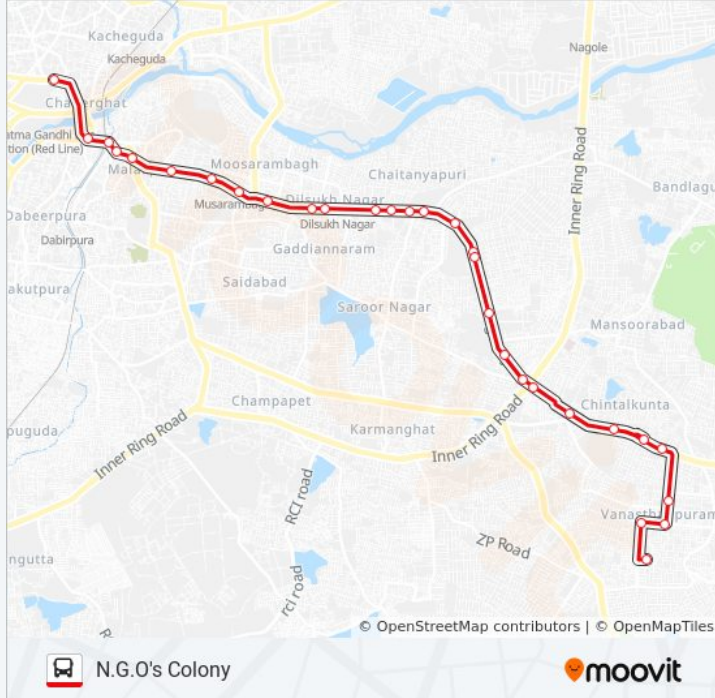 Kacheguda
Kacheguda
Nagole
Chaderghat
atma Gandhi
tion (Red Line)
Moosarambagh
Chaitanyapuri
Inner Ring Road
Bandlagu
Dabeerpura
Dilsukh Nagar
Dilsukh Nagar
Dabirpura
Gaddiannaram
akutpura
Saidabad
Saroor Nagar
Mansoorabad
Champapet
Chintalkunta
Karmanghat
puguda
Inner Ring Road
Inner Ring Road
RCI road
Vanasth puram
ZP Road
ngutta
rci road
© OpenStreetMap contributors | © OpenMapTiles
N.G.O's Colony
moovit